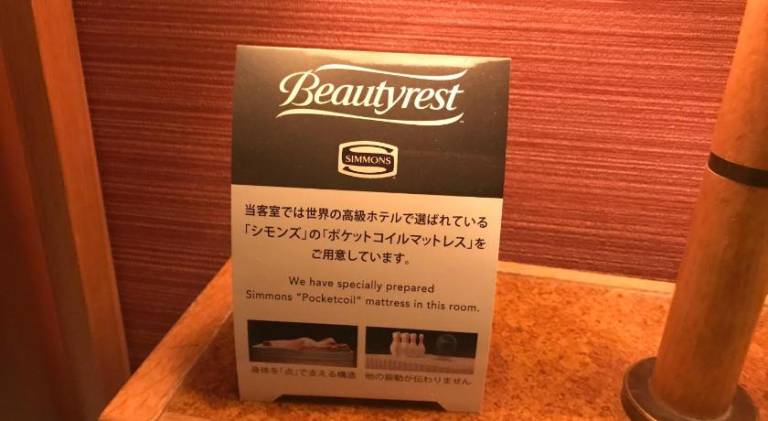 Beautyrest
SIMMONS
当客室では世界の高級ホテルで選ばれている
「シモンズ」の「ポケットコイルマットレス」を
ご用意しています。
We have specially prepared
Simmons "Pocketcoil" mattress in this room.
身体を「点」で支える構造 他の振動が伝わりません